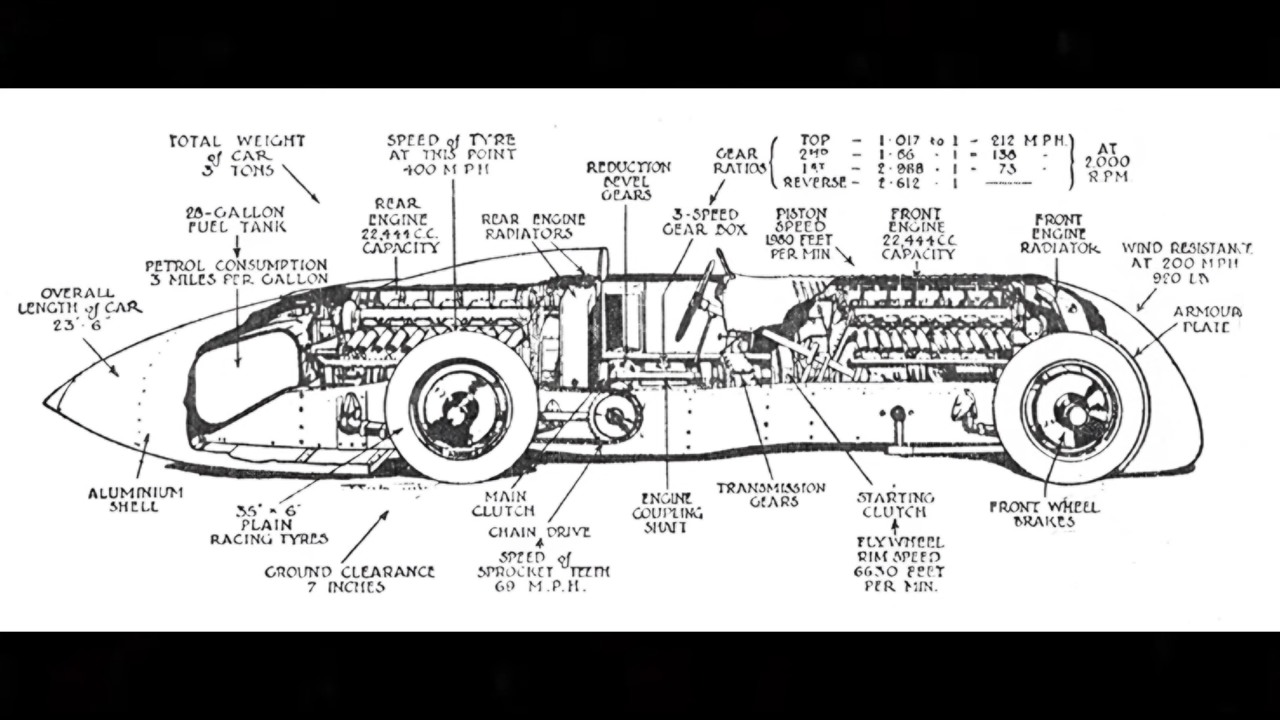 TOTAL WEIGHT
of CAR
3 TONS
SPEED of TYRE
AT THIS POINT
400 M P H
REDUCTION
BEVEL
GEARS
GEAR
RATIOS
TOP - 1·017 to 1 - 212 M P.H.
2ND - 1·66 · 1 - 138 "
1ST - 2·988 · 1 - 73 "
REVERSE - 2·612 · 1
AT
2,000
R.P.M.
28-GALLON
FUEL TANK
REAR
ENGINE
22,444 C.C.
CAPACITY
REAR ENGINE
RADIATORS
3-SPEED
GEAR BOX
PISTON
SPEED
1980 FEET
PER MIN
FRONT
ENGINE
22,444 C.C.
CAPACITY
FRONT
ENGINE
RADIATOR
WIND RESISTANCE
AT 200 M P H
920 LB
PETROL CONSUMPTION
3 MILES PER GALLON
OVERALL
LENGTH of CAR
23'·6"
ARMOUR
PLATE
ALUMINIUM
SHELL
35" x 6"
PLAIN
RACING TYRES
GROUND CLEARANCE
7 INCHES
MAIN
CLUTCH
CHAIN DRIVE
SPEED of
SPROCKET TEETH
69 M.P.H.
ENGINE
COUPLING
SHAFT
TRANSMISSION
GEARS
STARTING
CLUTCH
FLYWHEEL
RIM SPEED
6630 FEET
PER MIN.
FRONT WHEEL
BRAKES